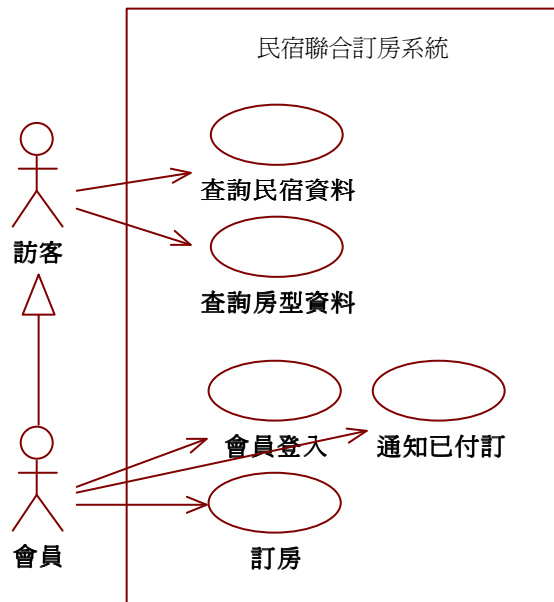 民宿聯合訂房系統
查詢民宿資料
訪客
查詢房型資料
會員登入
通知已付訂
會員
訂房